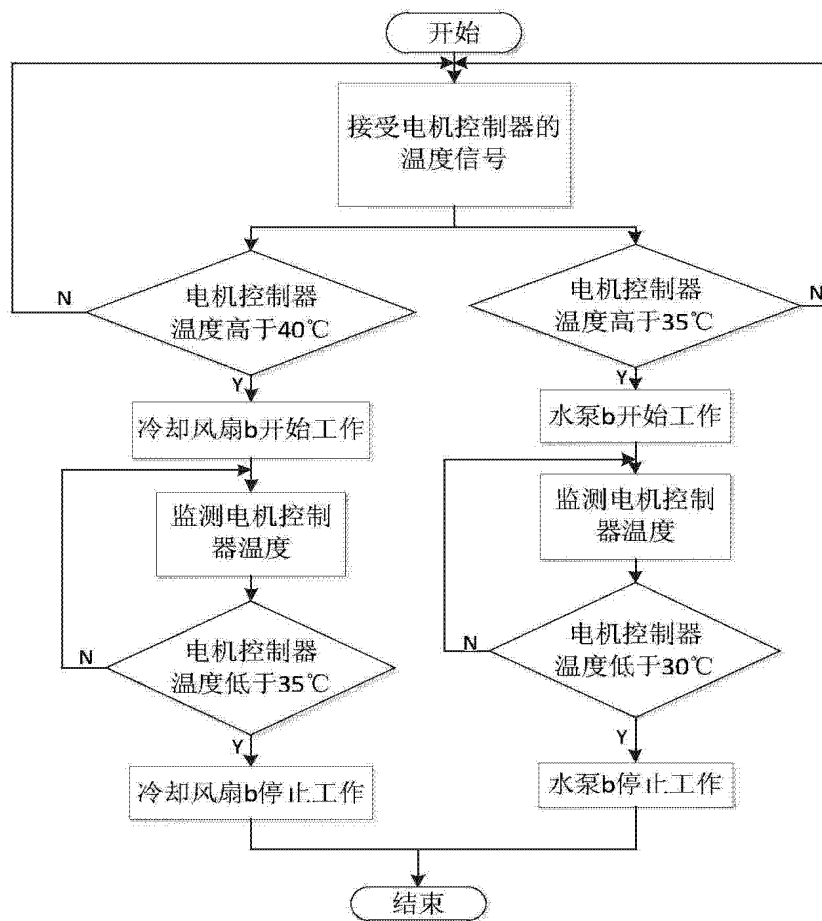 开始
接受电机控制器的
温度信号
电机控制器
温度高于40℃
N
Y
电机控制器
温度高于35℃
N
Y
冷却风扇b开始工作
水泵b开始工作
监测电机控制
器温度
监测电机控制
器温度
电机控制器
温度低于35℃
N
Y
电机控制器
温度低于30℃
N
Y
冷却风扇b停止工作
水泵b停止工作
结束